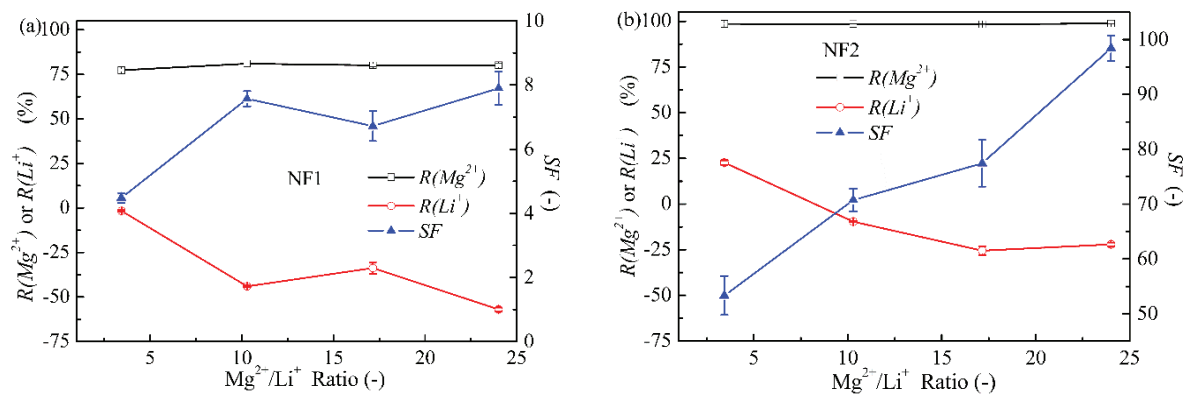 (a)
100
75
50
25
0
-25
-50
-75
R(Mg²⁺) or R(Li⁺ (%)
NF1
R(Mg²⁺)
R(Li⁺)
SF
10
8
6
4
2
0
SF (-)
5 10 15 20 25
Mg²⁺/Li⁺ Ratio (-)
(b)
100
75
50
25
0
-25
-50
-75
R(Mg²⁺) or R(Li (%)
NF2
R(Mg²⁺)
R(Li⁺)
SF
100
90
80
70
60
50
SF (-)
5 10 15 20 25
Mg²⁺/Li⁺ Ratio (-)